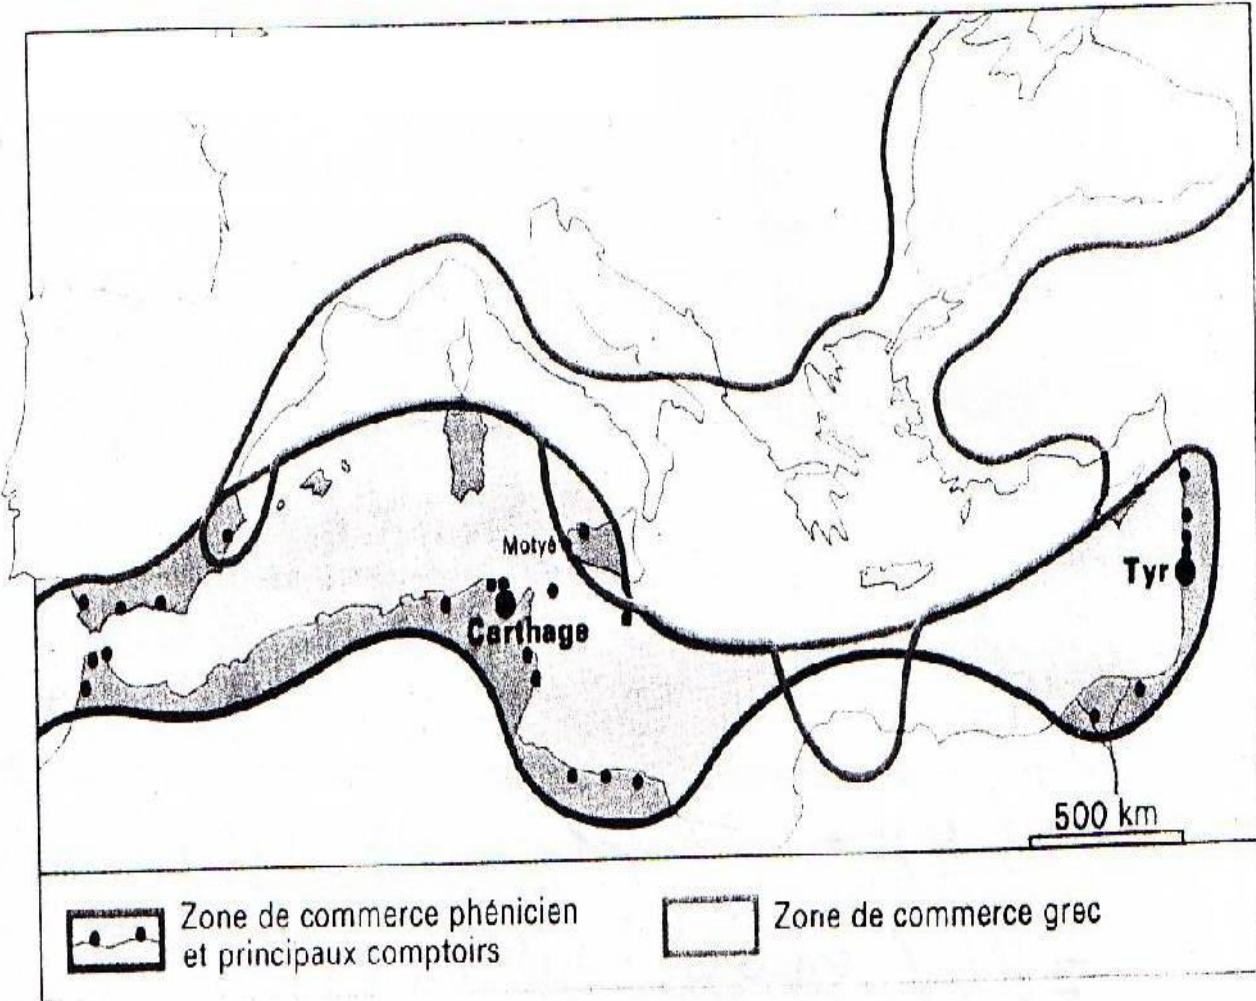 Motyé
Carthage
Tyr
500 km
Zone de commerce phénicien
et principaux comptoirs
Zone de commerce grec